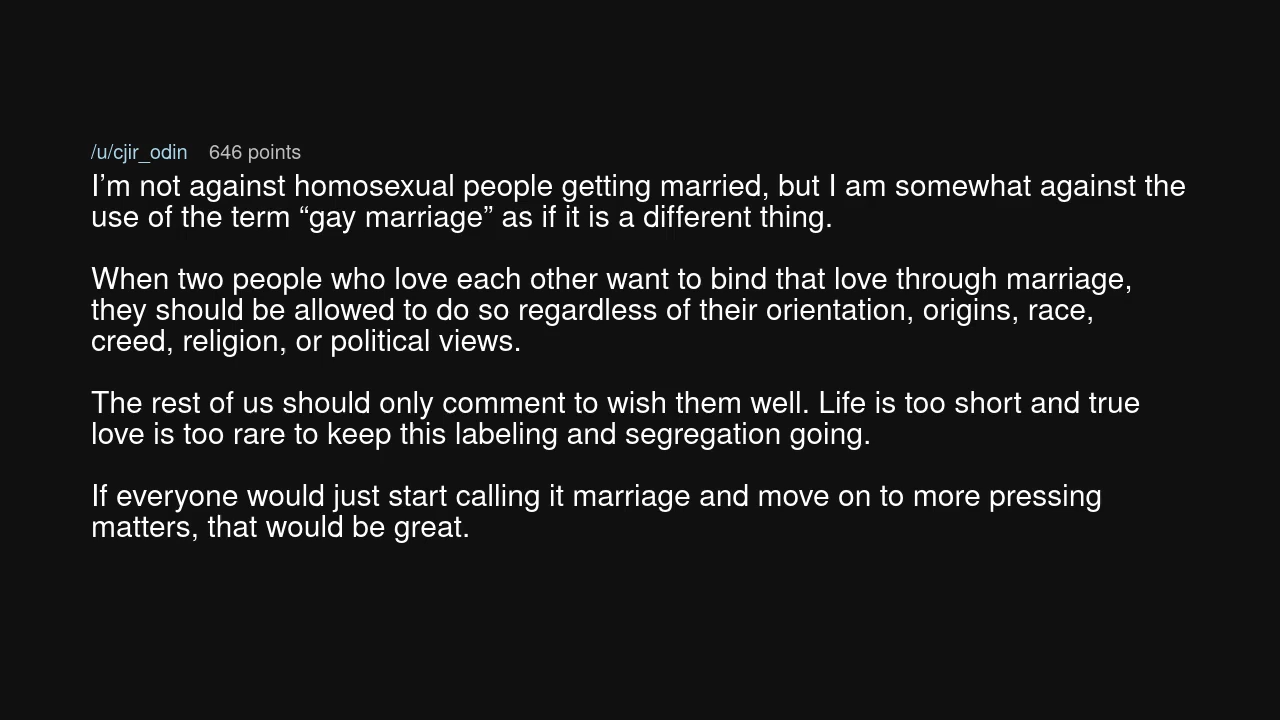 /u/cjir_odin 646 points
I’m not against homosexual people getting married, but I am somewhat against the
use of the term “gay marriage” as if it is a different thing.
When two people who love each other want to bind that love through marriage,
they should be allowed to do so regardless of their orientation, origins, race,
creed, religion, or political views.
The rest of us should only comment to wish them well. Life is too short and true
love is too rare to keep this labeling and segregation going.
If everyone would just start calling it marriage and move on to more pressing
matters, that would be great.